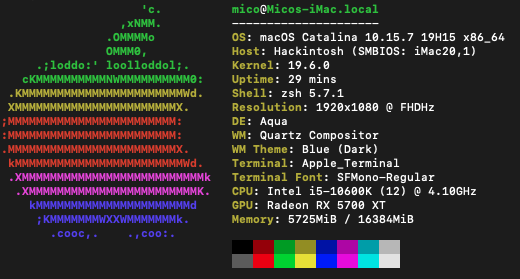 'c.
,xNMM.
.OMMMMo
OMMM0,
.;loddo:' loolloddol;.
cKMMMMMMMMMMNWMMMMMMMMMM0:
.KMMMMMMMMMMMMMMMMMMMMMMMWd.
XMMMMMMMMMMMMMMMMMMMMMMMX.
;MMMMMMMMMMMMMMMMMMMMMMMM:
:MMMMMMMMMMMMMMMMMMMMMMMM:
.MMMMMMMMMMMMMMMMMMMMMMMMX.
kMMMMMMMMMMMMMMMMMMMMMMMMWd.
.XMMMMMMMMMMMMMMMMMMMMMMMMMMk
.XMMMMMMMMMMMMMMMMMMMMMMMMK.
kMMMMMMMMMMMMMMMMMMMMMMd
;KMMMMMMMWXXWMMMMMMMk.
.cooc,.    .,coo:.
mico@Micos-iMac.local
---------------------
OS: macOS Catalina 10.15.7 19H15 x86_64
Host: Hackintosh (SMBIOS: iMac20,1)
Kernel: 19.6.0
Uptime: 29 mins
Shell: zsh 5.7.1
Resolution: 1920x1080 @ FHDHz
DE: Aqua
WM: Quartz Compositor
WM Theme: Blue (Dark)
Terminal: Apple_Terminal
Terminal Font: SFMono-Regular
CPU: Intel i5-10600K (12) @ 4.10GHz
GPU: Radeon RX 5700 XT
Memory: 5725MiB / 16384MiB